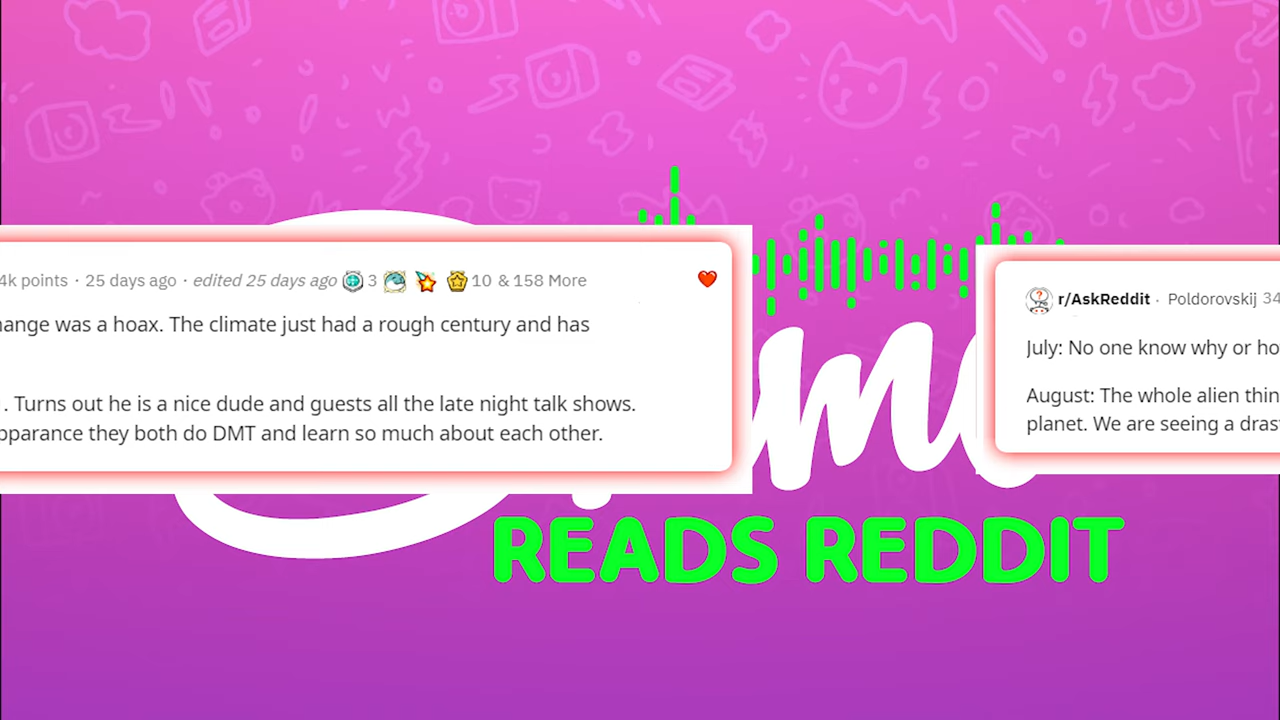 4k points · 25 days ago · edited 25 days ago 3 10 & 158 More
hange was a hoax. The climate just had a rough century and has
. Turns out he is a nice dude and guests all the late night talk shows.
pparance they both do DMT and learn so much about each other.
r/AskReddit · Poldorovskij 34
July: No one know why or ho
August: The whole alien thin
planet. We are seeing a dras
READS REDDIT